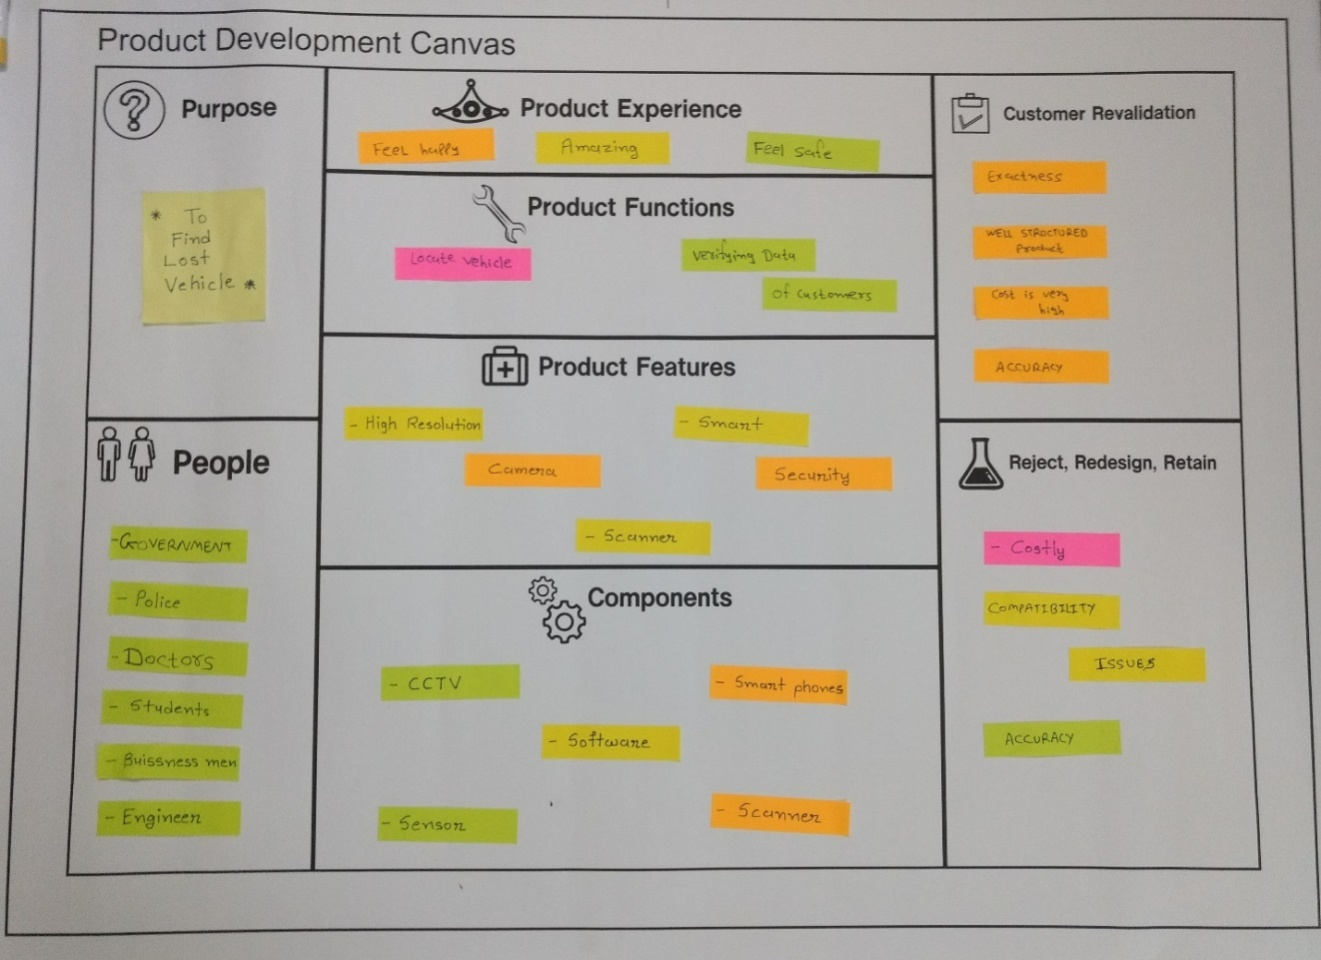 Product Development Canvas
Purpose
* To
Find
Lost
Vehicle *
People
- GOVERNMENT
- Police
- Doctors
- Students
- Buissness men
- Engineer
Product Experience
Feel happy
Amazing
Feel safe
Product Functions
Locate vehicle
Verifying Data
of customers
Product Features
- High Resolution
Camera
- Smart
Security
- Scanner
Components
- CCTV
- Smart phones
- Software
- Sensor
- Scanner
Customer Revalidation
Exactness
WELL STRUCTURED
Product
Cost is very
high
ACCURACY
Reject, Redesign, Retain
- Costly
COMPATIBILITY
ISSUES
ACCURACY